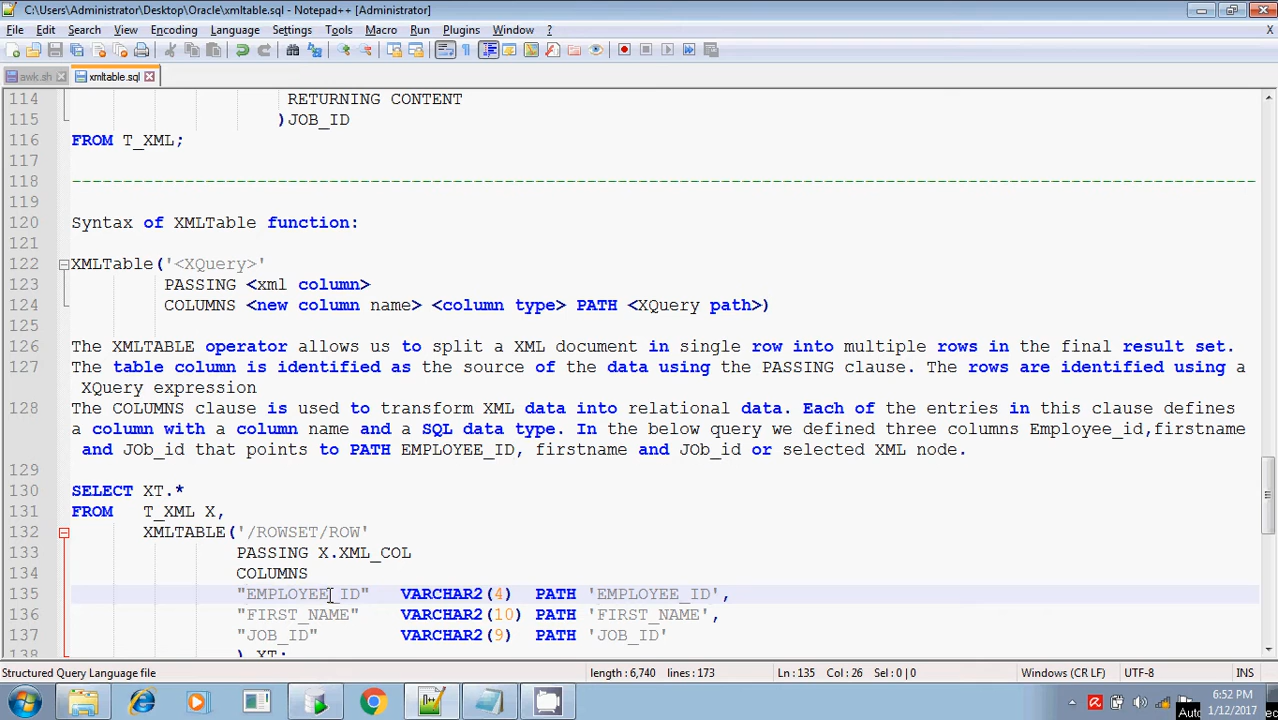 C:\Users\Administrator\Desktop\Oracle\xmltable.sql - Notepad++ [Administrator]
File Edit Search View Encoding Language Settings Tools Macro Run Plugins Window ? X
awk.sh xmltable.sql
114 RETURNING CONTENT
115 )JOB_ID
116 FROM T_XML;
117
118 --------------------------------------------------------------------------------------------------------------------
119
120 Syntax of XMLTable function:
121
122 XMLTable('<XQuery>'
123 PASSING <xml column>
124 COLUMNS <new column name> <column type> PATH <XQuery path>)
125
126 The XMLTABLE operator allows us to split a XML document in single row into multiple rows in the final result set.
127 The table column is identified as the source of the data using the PASSING clause. The rows are identified using a
XQuery expression
128 The COLUMNS clause is used to transform XML data into relational data. Each of the entries in this clause defines
a column with a column name and a SQL data type. In the below query we defined three columns Employee_id,firstname
and JOb_id that points to PATH EMPLOYEE_ID, firstname and JOb_id or selected XML node.
129
130 SELECT XT.*
131 FROM T_XML X,
132 XMLTABLE('/ROWSET/ROW'
133 PASSING X.XML_COL
134 COLUMNS
135 "EMPLOYEE_ID" VARCHAR2(4) PATH 'EMPLOYEE_ID',
136 "FIRST_NAME" VARCHAR2(10) PATH 'FIRST_NAME',
137 "JOB_ID" VARCHAR2(9) PATH 'JOB_ID'
138 ) XT;
Structured Query Language file length : 6,740 lines : 173 Ln : 135 Col : 26 Sel : 0 | 0 Windows (CR LF) UTF-8 INS
6:52 PM
1/12/2017